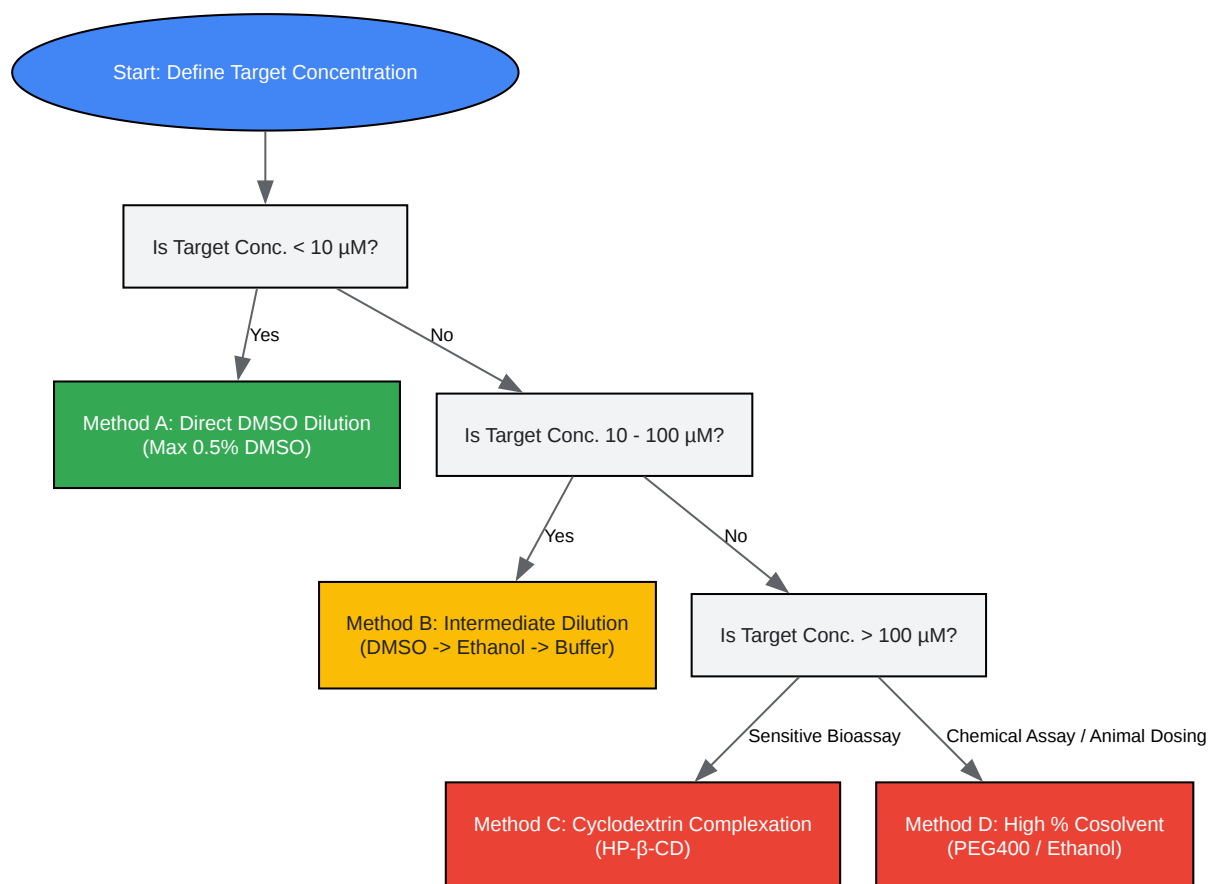 Start: Define Target Concentration
Is Target Conc. < 10 µM?
Yes
No
Method A: Direct DMSO Dilution
(Max 0.5% DMSO)
Is Target Conc. 10 - 100 µM?
Yes
No
Method B: Intermediate Dilution
(DMSO -> Ethanol -> Buffer)
Is Target Conc. > 100 µM?
Sensitive Bioassay
Chemical Assay / Animal Dosing
Method C: Cyclodextrin Complexation
(HP-β-CD)
Method D: High % Cosolvent
(PEG400 / Ethanol)